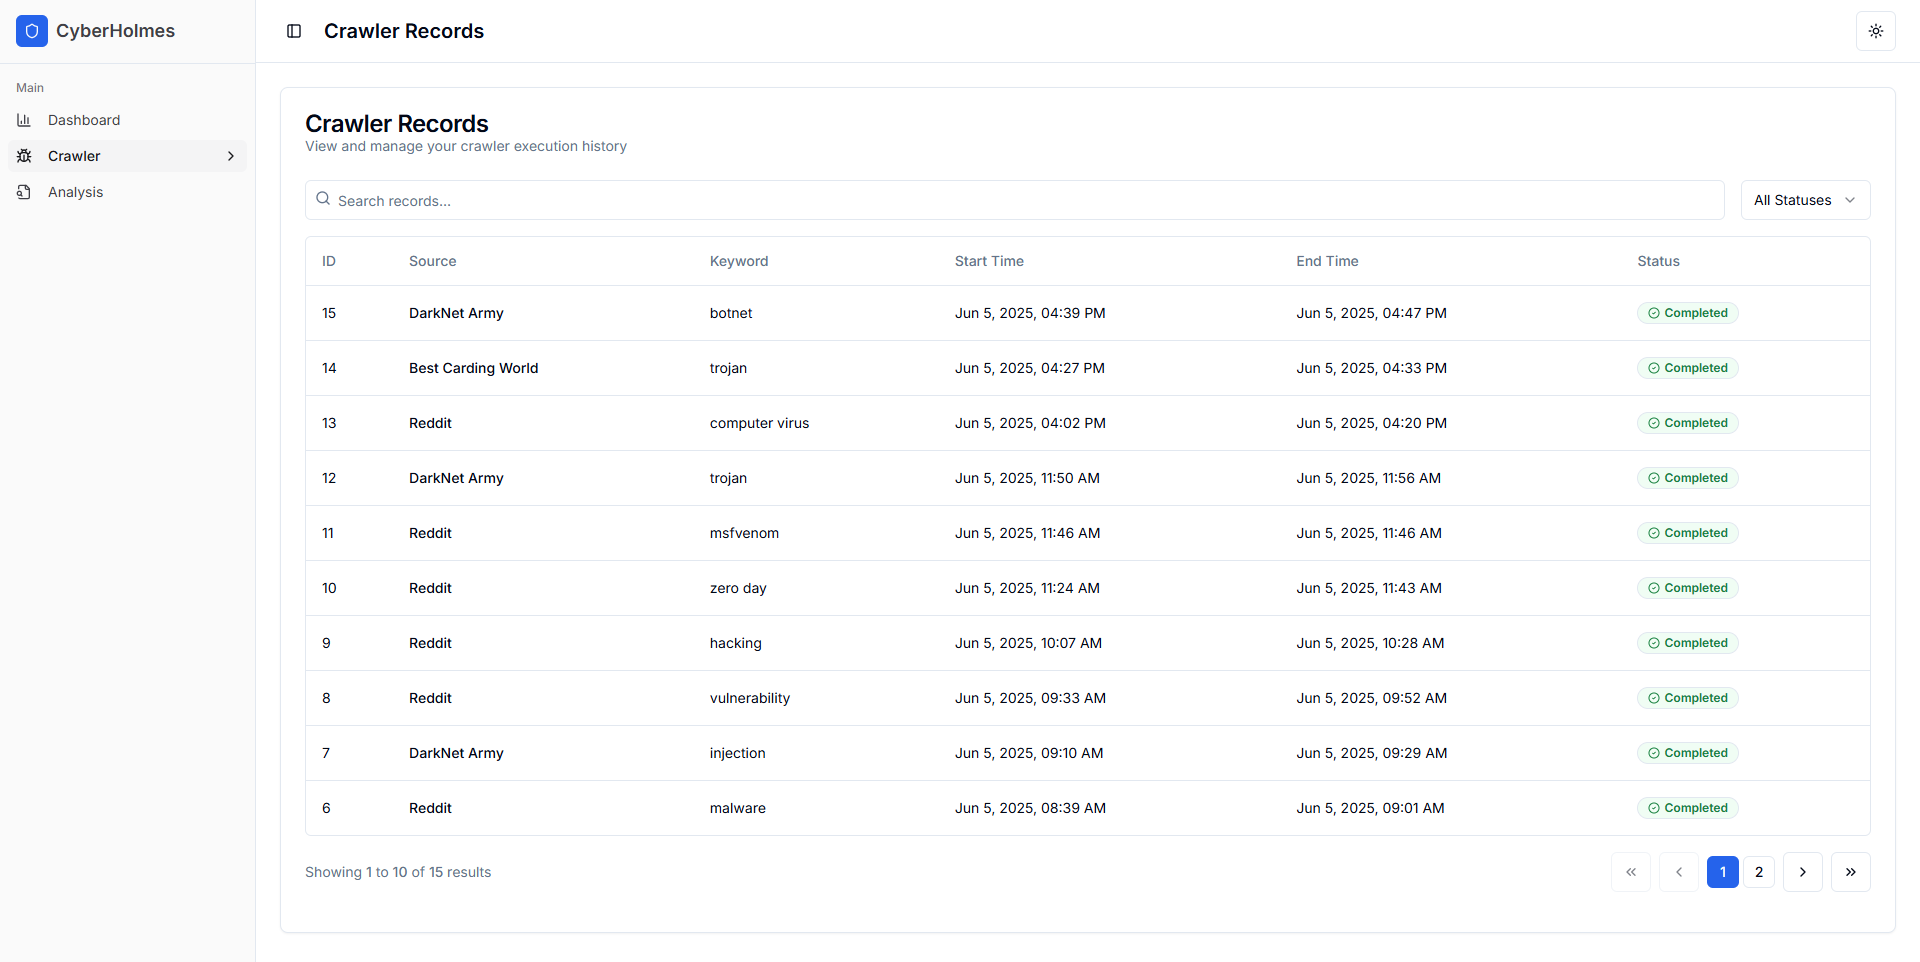 CyberHolmes
Crawler Records
Main
Dashboard
Crawler
Analysis
Crawler Records
View and manage your crawler execution history
Search records...
All Statuses
ID Source Keyword Start Time End Time Status
15 DarkNet Army botnet Jun 5, 2025, 04:39 PM Jun 5, 2025, 04:47 PM Completed
14 Best Carding World trojan Jun 5, 2025, 04:27 PM Jun 5, 2025, 04:33 PM Completed
13 Reddit computer virus Jun 5, 2025, 04:02 PM Jun 5, 2025, 04:20 PM Completed
12 DarkNet Army trojan Jun 5, 2025, 11:50 AM Jun 5, 2025, 11:56 AM Completed
11 Reddit msfvenom Jun 5, 2025, 11:46 AM Jun 5, 2025, 11:46 AM Completed
10 Reddit zero day Jun 5, 2025, 11:24 AM Jun 5, 2025, 11:43 AM Completed
9 Reddit hacking Jun 5, 2025, 10:07 AM Jun 5, 2025, 10:28 AM Completed
8 Reddit vulnerability Jun 5, 2025, 09:33 AM Jun 5, 2025, 09:52 AM Completed
7 DarkNet Army injection Jun 5, 2025, 09:10 AM Jun 5, 2025, 09:29 AM Completed
6 Reddit malware Jun 5, 2025, 08:39 AM Jun 5, 2025, 09:01 AM Completed
Showing 1 to 10 of 15 results
1 2